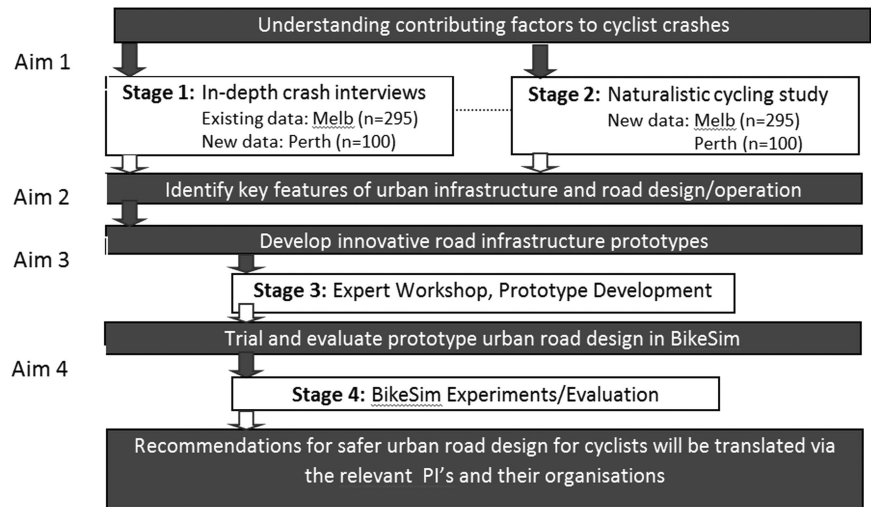 Understanding contributing factors to cyclist crashes
Aim 1
Stage 1: In-depth crash interviews
Existing data: Melb (n=295)
New data: Perth (n=100)
Stage 2: Naturalistic cycling study
New data: Melb (n=295)
Perth (n=100)
Aim 2
Identify key features of urban infrastructure and road design/operation
Develop innovative road infrastructure prototypes
Aim 3
Stage 3: Expert Workshop, Prototype Development
Trial and evaluate prototype urban road design in BikeSim
Aim 4
Stage 4: BikeSim Experiments/Evaluation
Recommendations for safer urban road design for cyclists will be translated via
the relevant PI's and their organisations